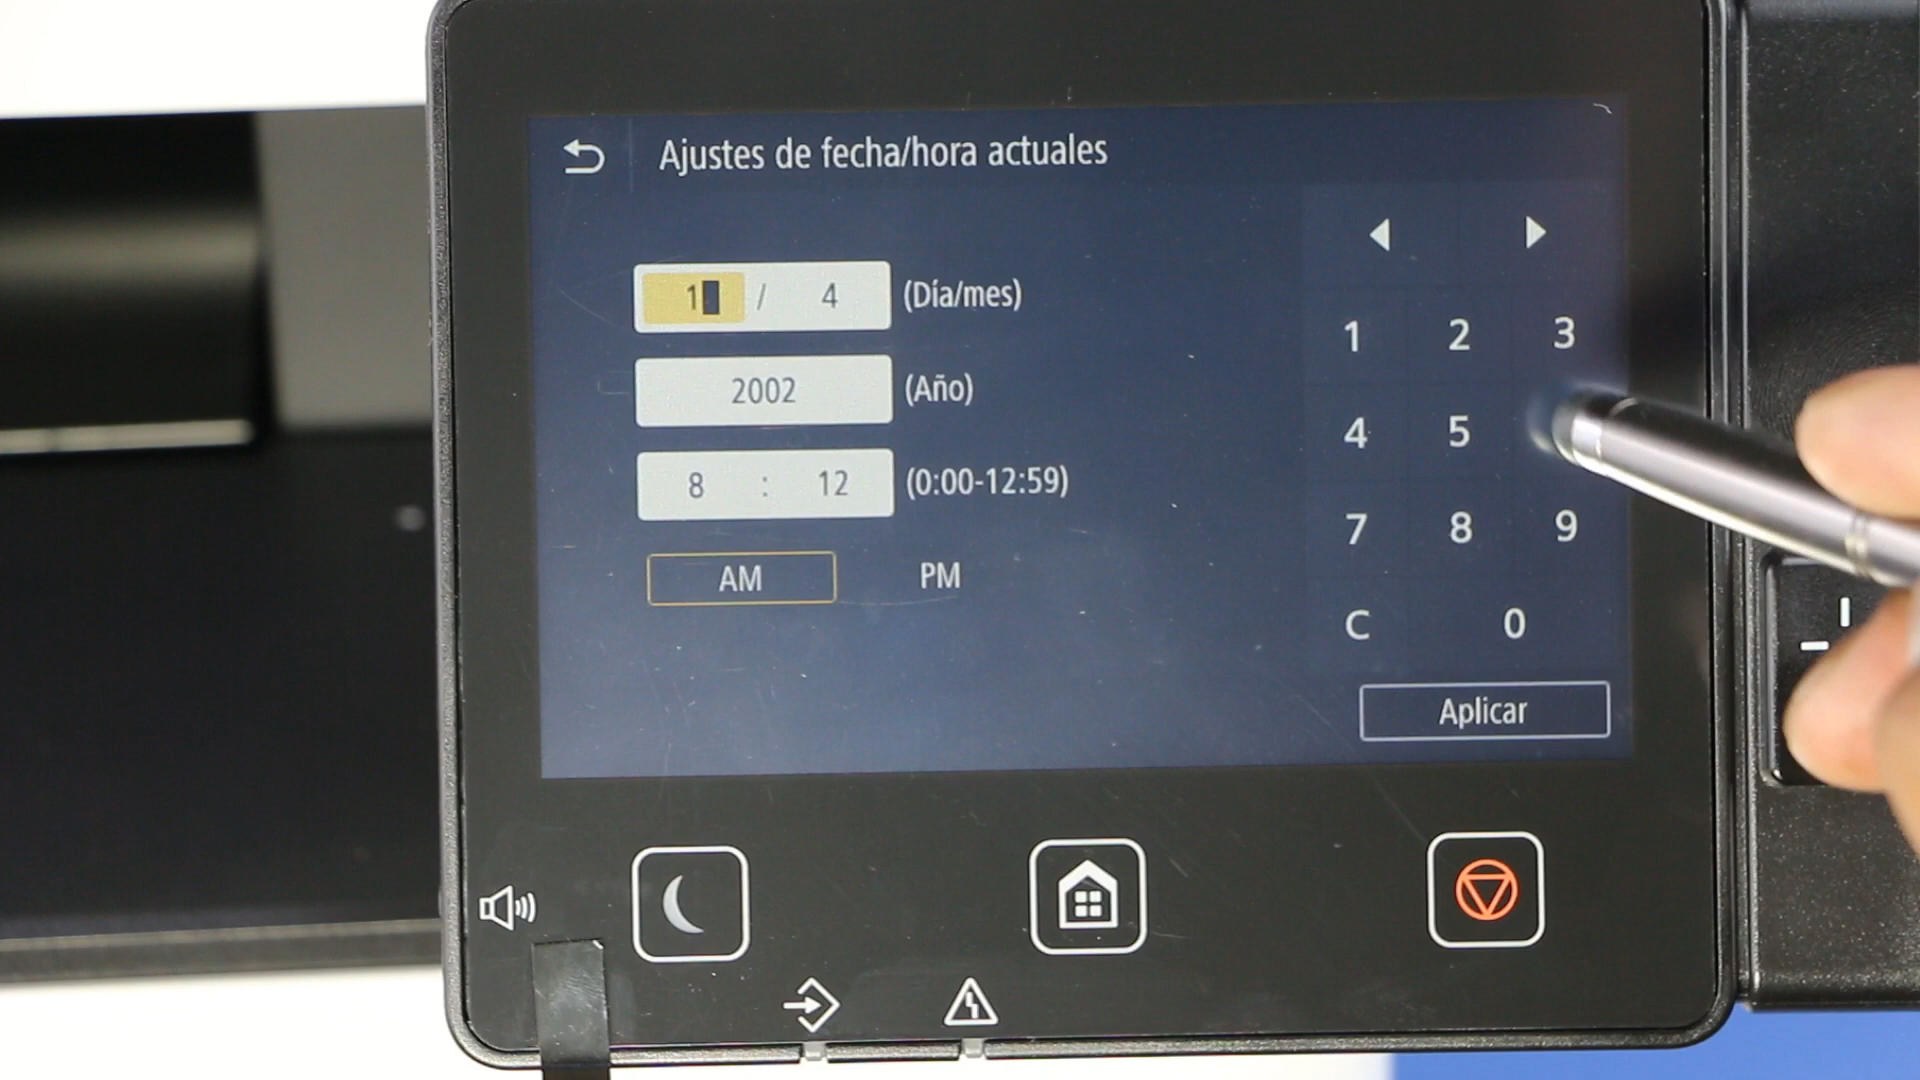 Ajustes de fecha/hora actuales
1 / 4 (Día/mes)
2002 (Año)
8 : 12 (0:00-12:59)
AM PM
1 2 3
4 5
7 8 9
C 0
Aplicar